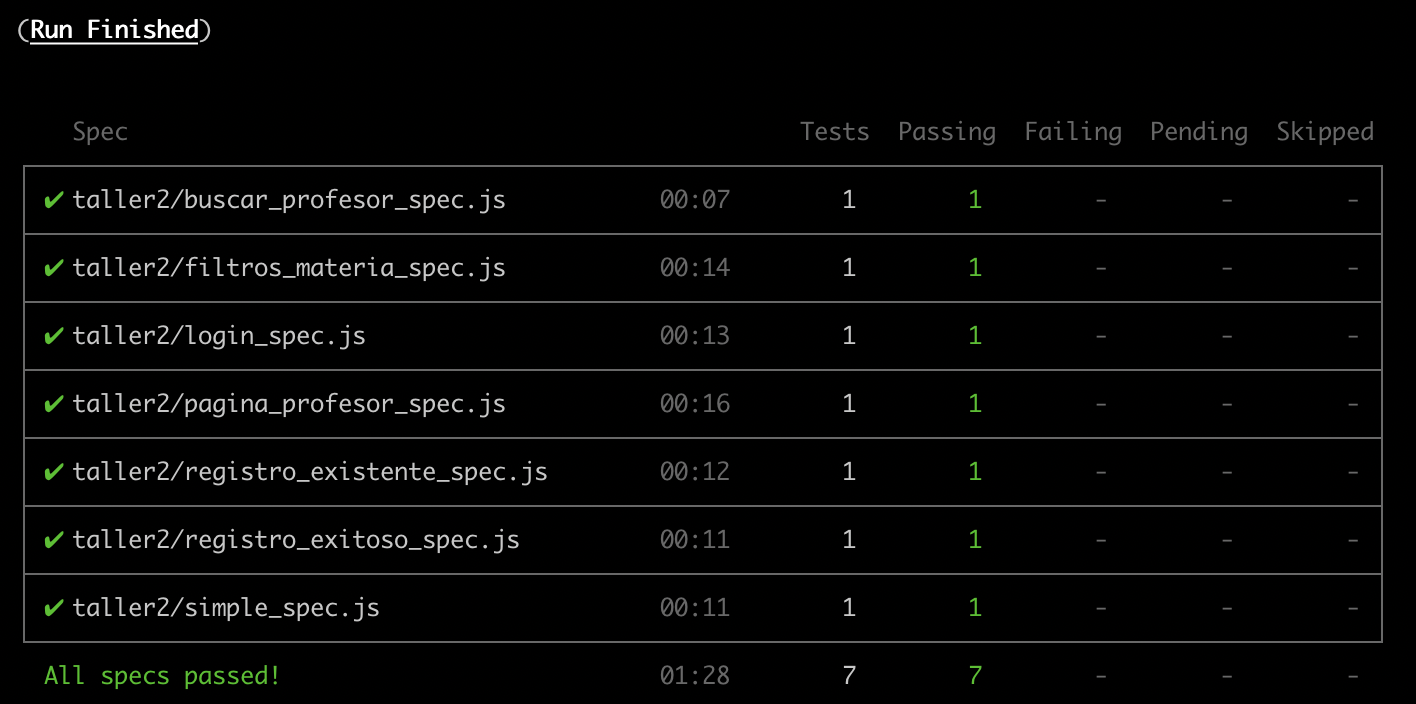 (Run Finished)
Spec Tests Passing Failing Pending Skipped
✔ taller2/buscar_profesor_spec.js 00:07 1 1 - - -
✔ taller2/filtros_materia_spec.js 00:14 1 1 - - -
✔ taller2/login_spec.js 00:13 1 1 - - -
✔ taller2/pagina_profesor_spec.js 00:16 1 1 - - -
✔ taller2/registro_existente_spec.js 00:12 1 1 - - -
✔ taller2/registro_exitoso_spec.js 00:11 1 1 - - -
✔ taller2/simple_spec.js 00:11 1 1 - - -
All specs passed! 01:28 7 7 - - -